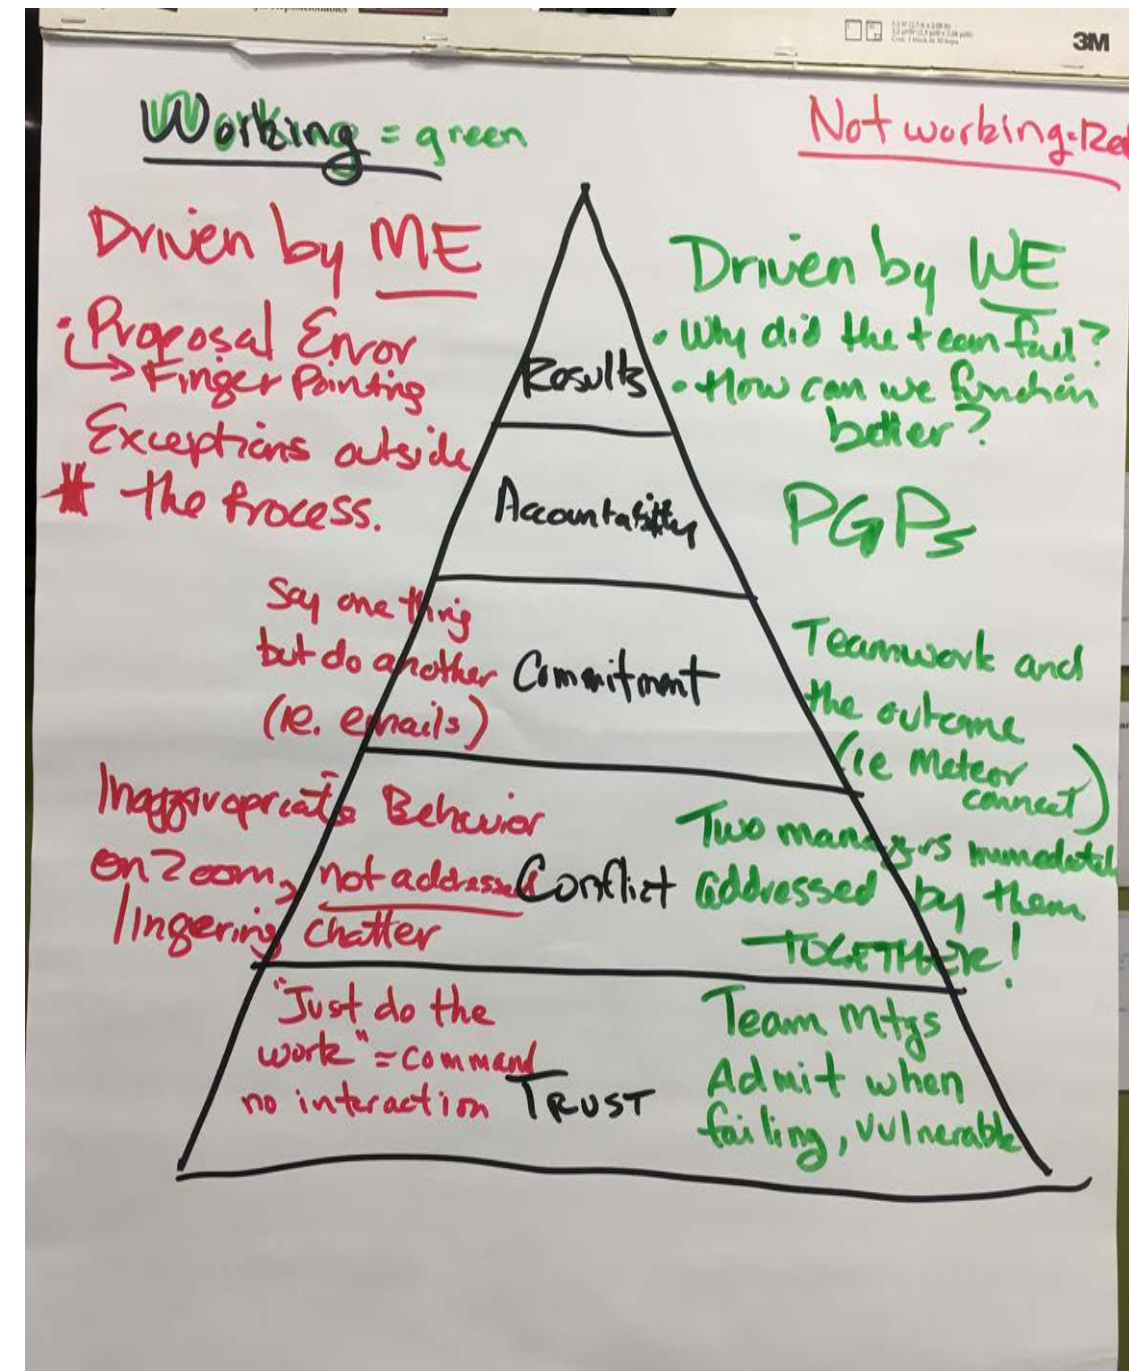 3M
Working = green
Not working = Red
Driven by ME
• Proposal Error
→ Finger Pointing
Exceptions outside
* the Process.
Say one thing
but do another
(ie. emails)
Inappropriate Behavior
on Zoom, not addressed
lingering chatter
"Just do the
work" = command
no interaction
Results
Accountability
Commitment
Conflict
TRUST
Driven by WE
• Why did the team fail?
• How can we function
better?
PGPs
Teamwork and
the outcome
(ie Meteor
connect)
Two managers immediately
addressed by them
TOGETHER!
Team Mtgs
Admit when
failing, vulnerable